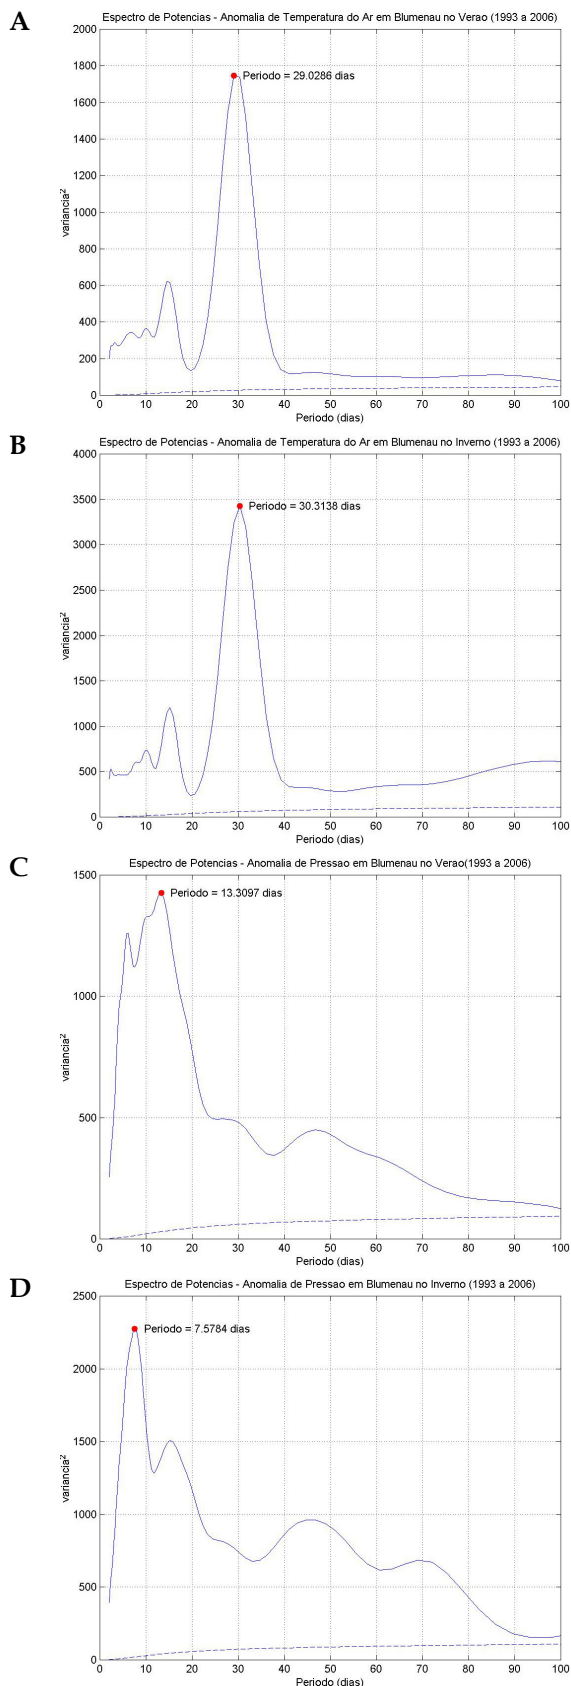 A
Espectro de Potencias - Anomalia de Temperatura do Ar em Blumenau no Verao (1993 a 2006)
2000
1800
1600
1400
1200
1000
800
600
400
200
0
variancia²
Periodo = 29.0286 dias
0 10 20 30 40 50 60 70 80 90 100
Periodo (dias)
B
Espectro de Potencias - Anomalia de Temperatura do Ar em Blumenau no Inverno (1993 a 2006)
4000
3500
3000
2500
2000
1500
1000
500
0
variancia²
Periodo = 30.3138 dias
0 10 20 30 40 50 60 70 80 90 100
Periodo (dias)
C
Espectro de Potencias - Anomalia de Pressao em Blumenau no Verao(1993 a 2006)
1500
1000
500
0
variancia²
Periodo = 13.3097 dias
0 10 20 30 40 50 60 70 80 90 100
Periodo (dias)
D
Espectro de Potencias - Anomalia de Pressao em Blumenau no Inverno (1993 a 2006)
2500
2000
1500
1000
500
0
variancia²
Periodo = 7.5784 dias
0 10 20 30 40 50 60 70 80 90 100
Periodo (dias)